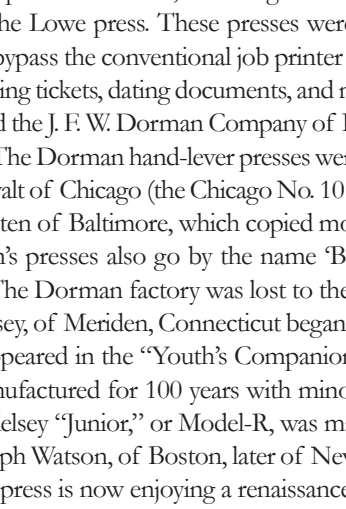 he Lowe press. These presses were
bypass the conventional job printer
ing tickets, dating documents, and
d the J. F. W. Dorman Company of
The Dorman hand-lever presses wer
alt of Chicago (the Chicago No. 10
ten of Baltimore, which copied mo
’s presses also go by the name ‘B
The Dorman factory was lost to the
sey, of Meriden, Connecticut began
peared in the “Youth’s Companion
nufactured for 100 years with mino
elsey “Junior,” or Model-R, was m
ph Watson, of Boston, later of Nev
press is now enjoying a renaissance